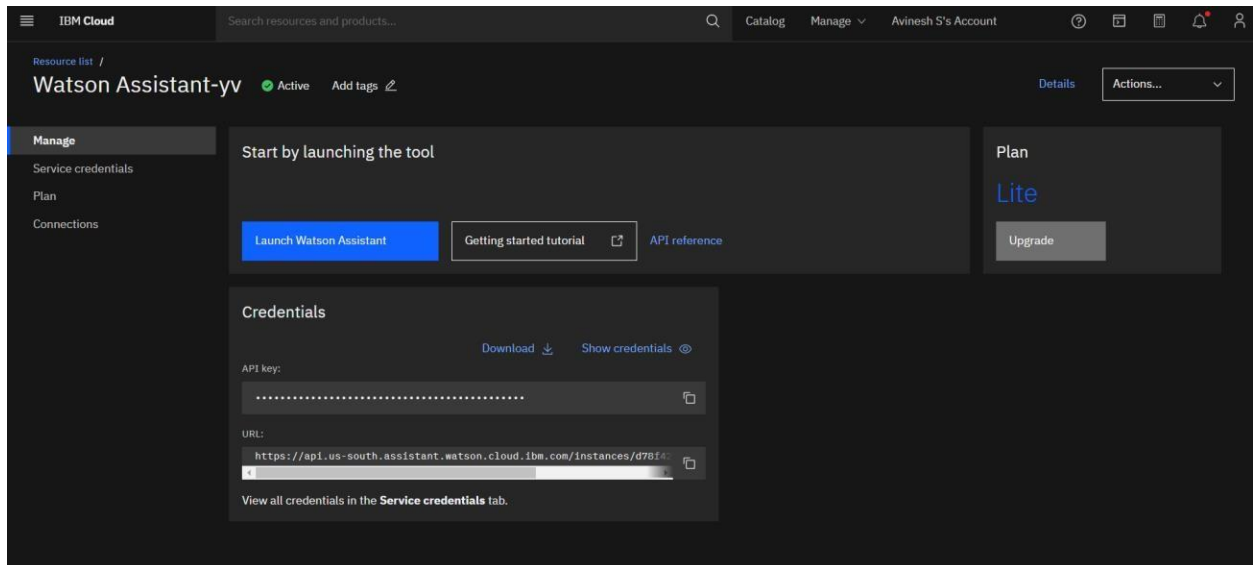 IBM Cloud
Search resources and products...
Catalog
Manage
Avinesh S's Account
Resource list /
Watson Assistant-yv
Active
Add tags
Details
Actions...
Manage
Service credentials
Plan
Connections
Start by launching the tool
Launch Watson Assistant
Getting started tutorial
API reference
Plan
Lite
Upgrade
Credentials
Download
Show credentials
API key:
URL:
https://api.us-south.assistant.watson.cloud.ibm.com/instances/d78f42
View all credentials in the Service credentials tab.